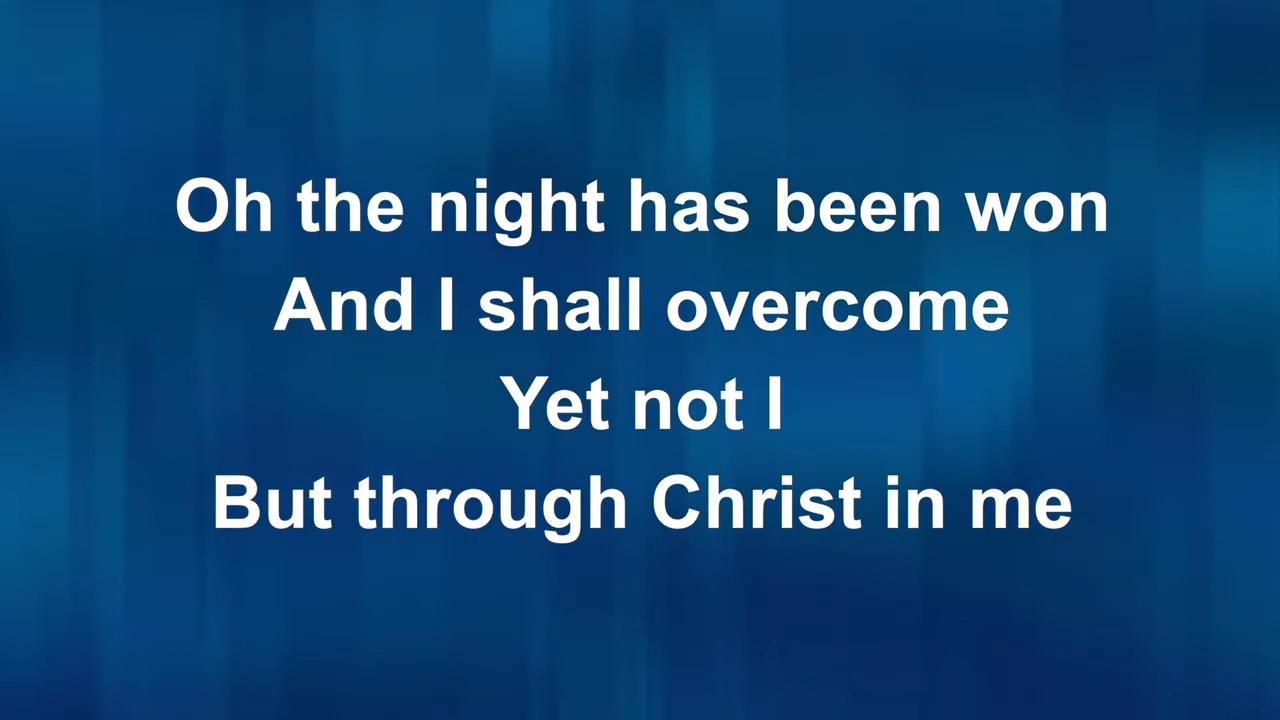 Oh the night has been won
And I shall overcome
Yet not I
But through Christ in me